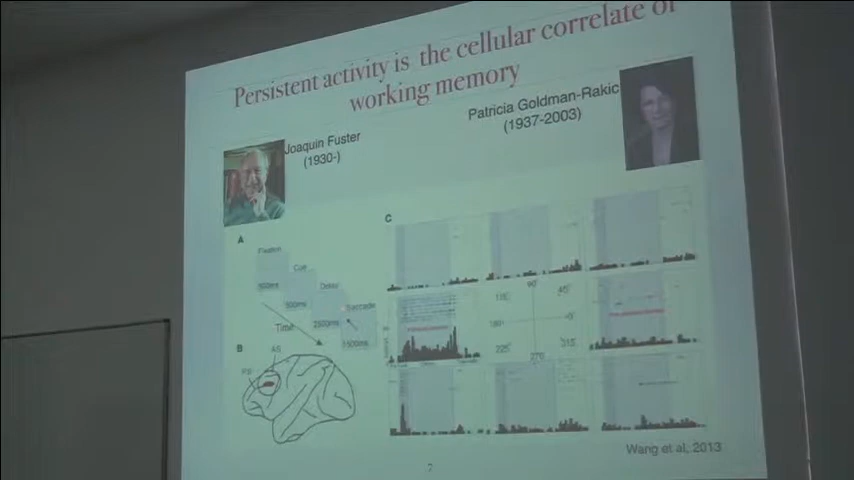 Persistent activity is the cellular correlate of
working memory
Joaquin Fuster
(1930-)
Patricia Goldman-Rakic
(1937-2003)
A
Fixation
Cue
Delay
Saccade
500ms
500ms
2500ms
1500ms
Time
B
AS
PS
C
90
45
180
0
225
270
315
Wang et al, 2013
7